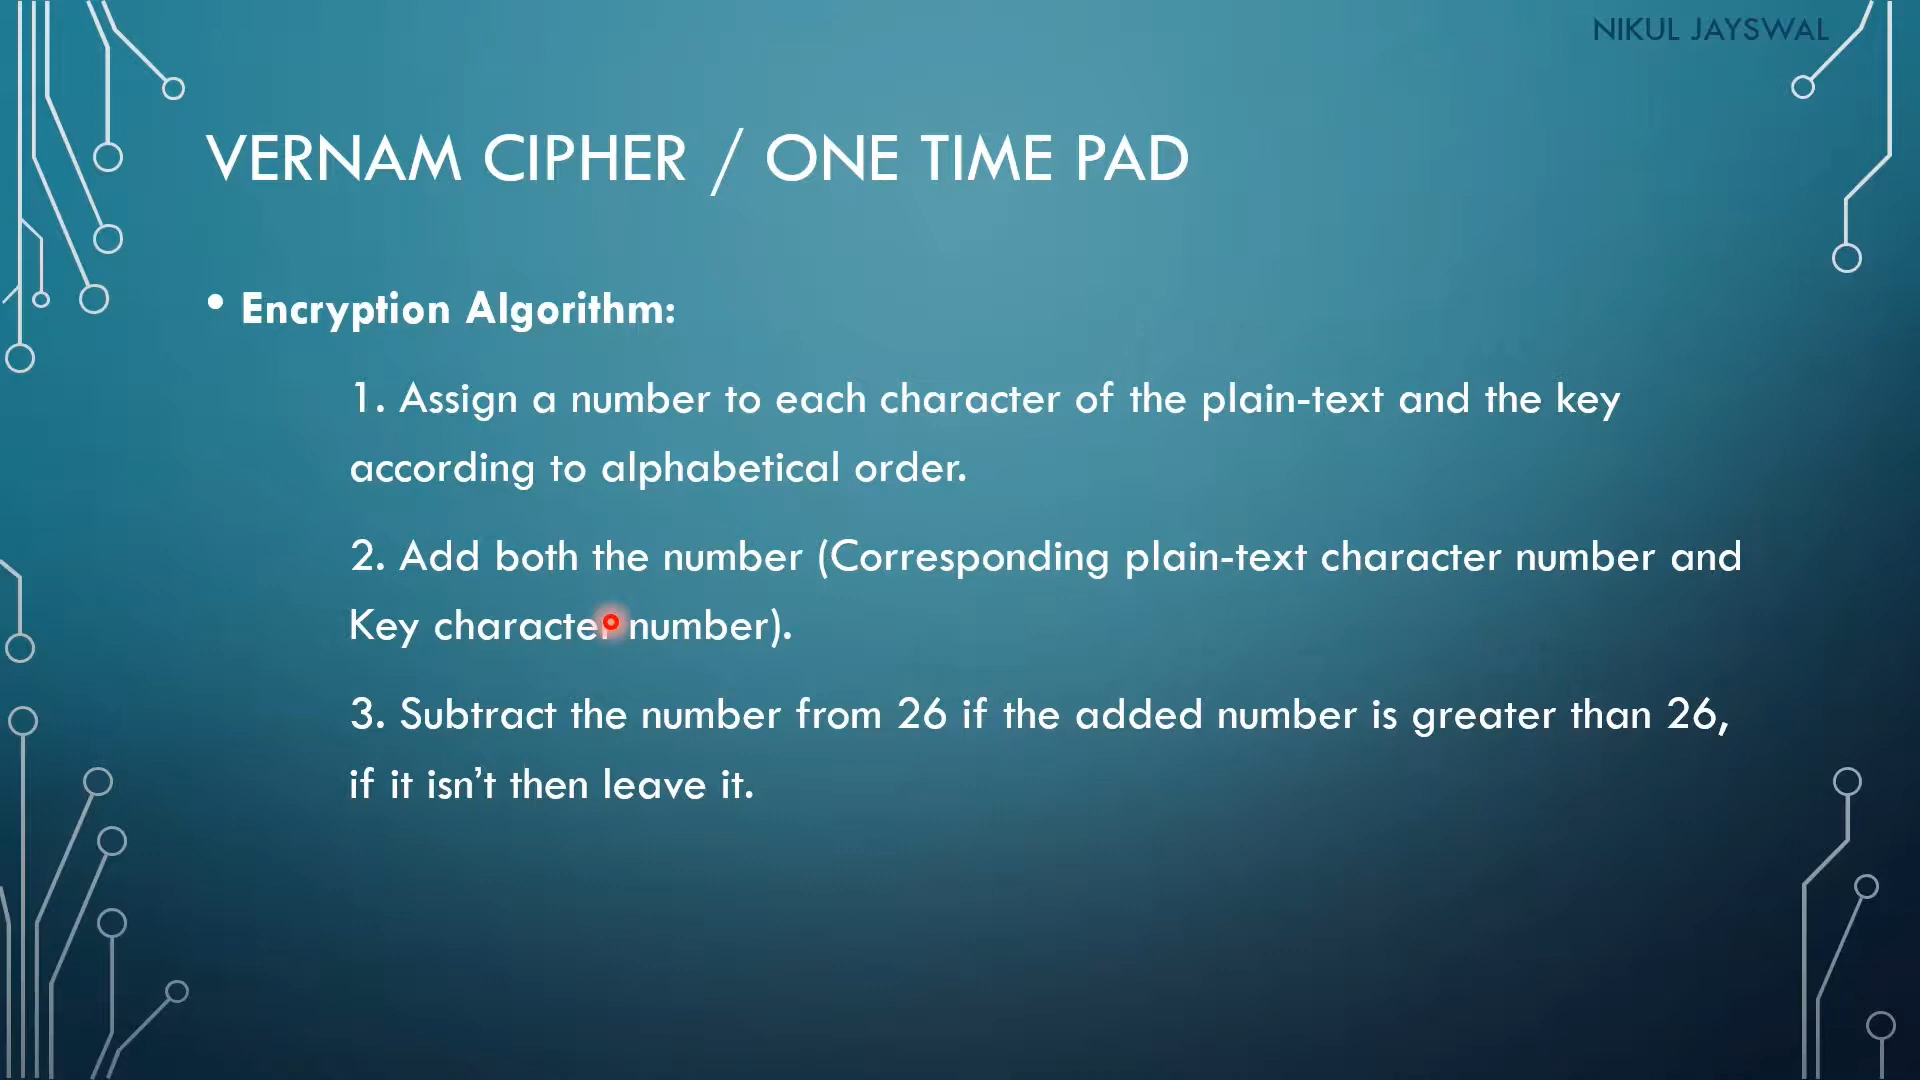 NIKUL JAYSWAL
VERNAM CIPHER / ONE TIME PAD
• Encryption Algorithm:
1. Assign a number to each character of the plain-text and the key
according to alphabetical order.
2. Add both the number (Corresponding plain-text character number and
Key character number).
3. Subtract the number from 26 if the added number is greater than 26,
if it isn’t then leave it.